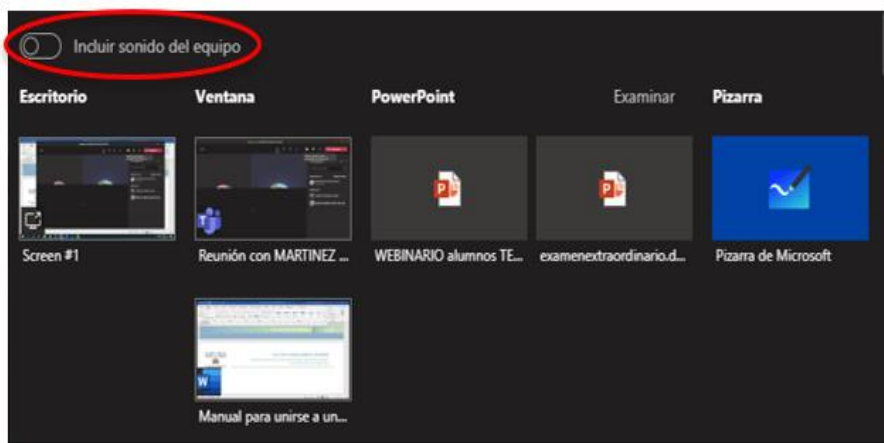 Incluir sonido del equipo
Escritorio Ventana PowerPoint Examinar Pizarra
Screen #1 Reunión con MARTINEZ ... WEBINARIO alumnos TE... examenextraordinario.d... Pizarra de Microsoft
Manual para unirse a un...